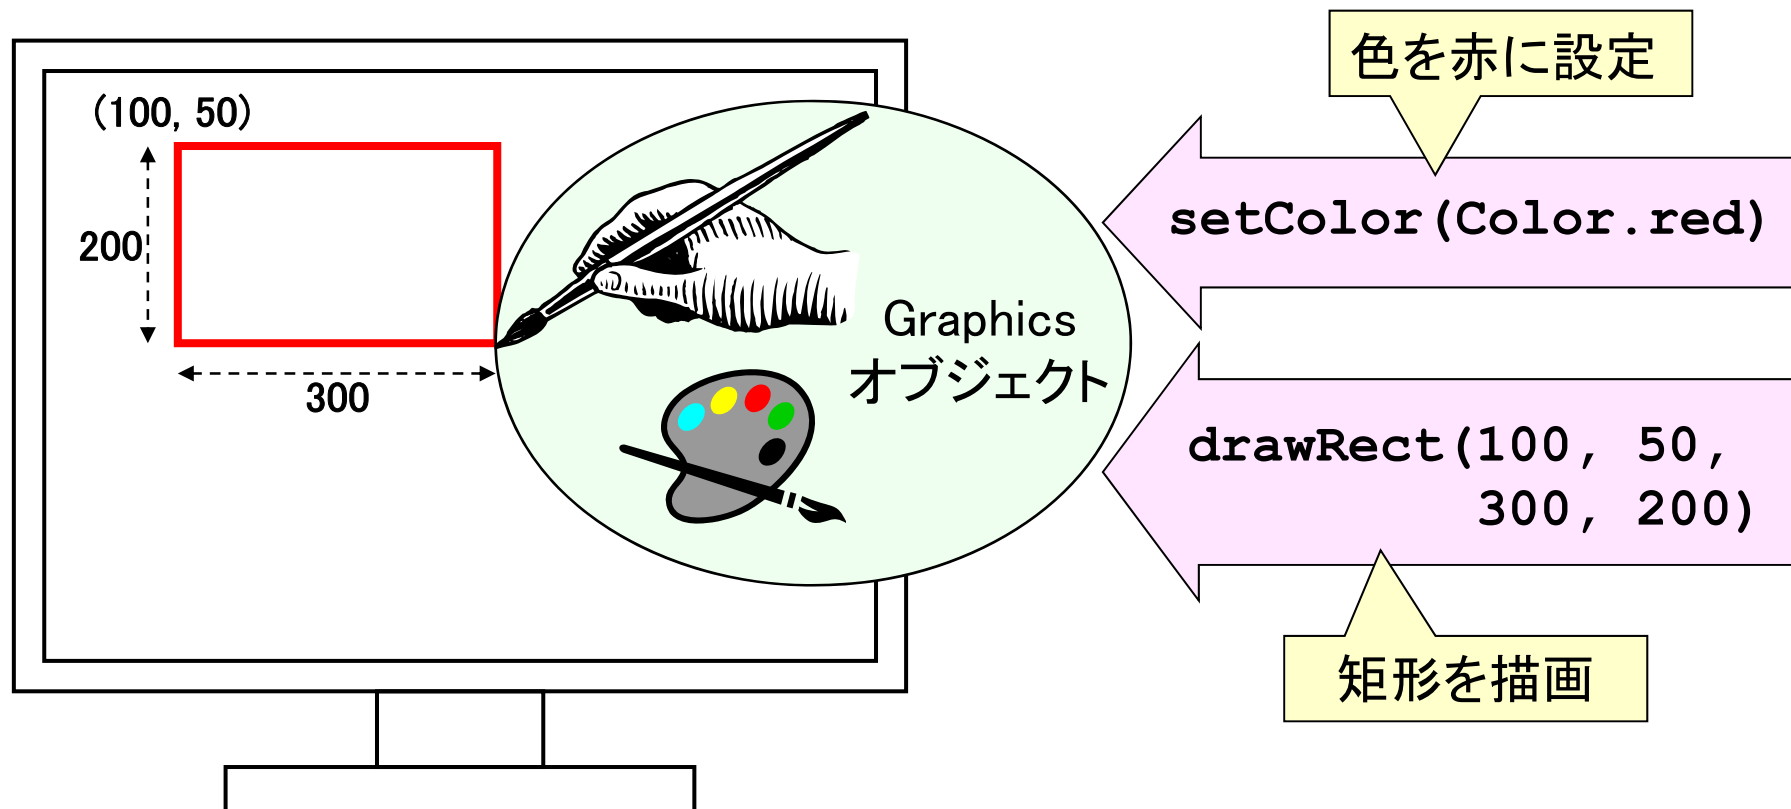 (100, 50)
200
300
Graphics
オブジェクト
色を赤に設定
setColor(Color.red)
drawRect(100, 50,
300, 200)
矩形を描画